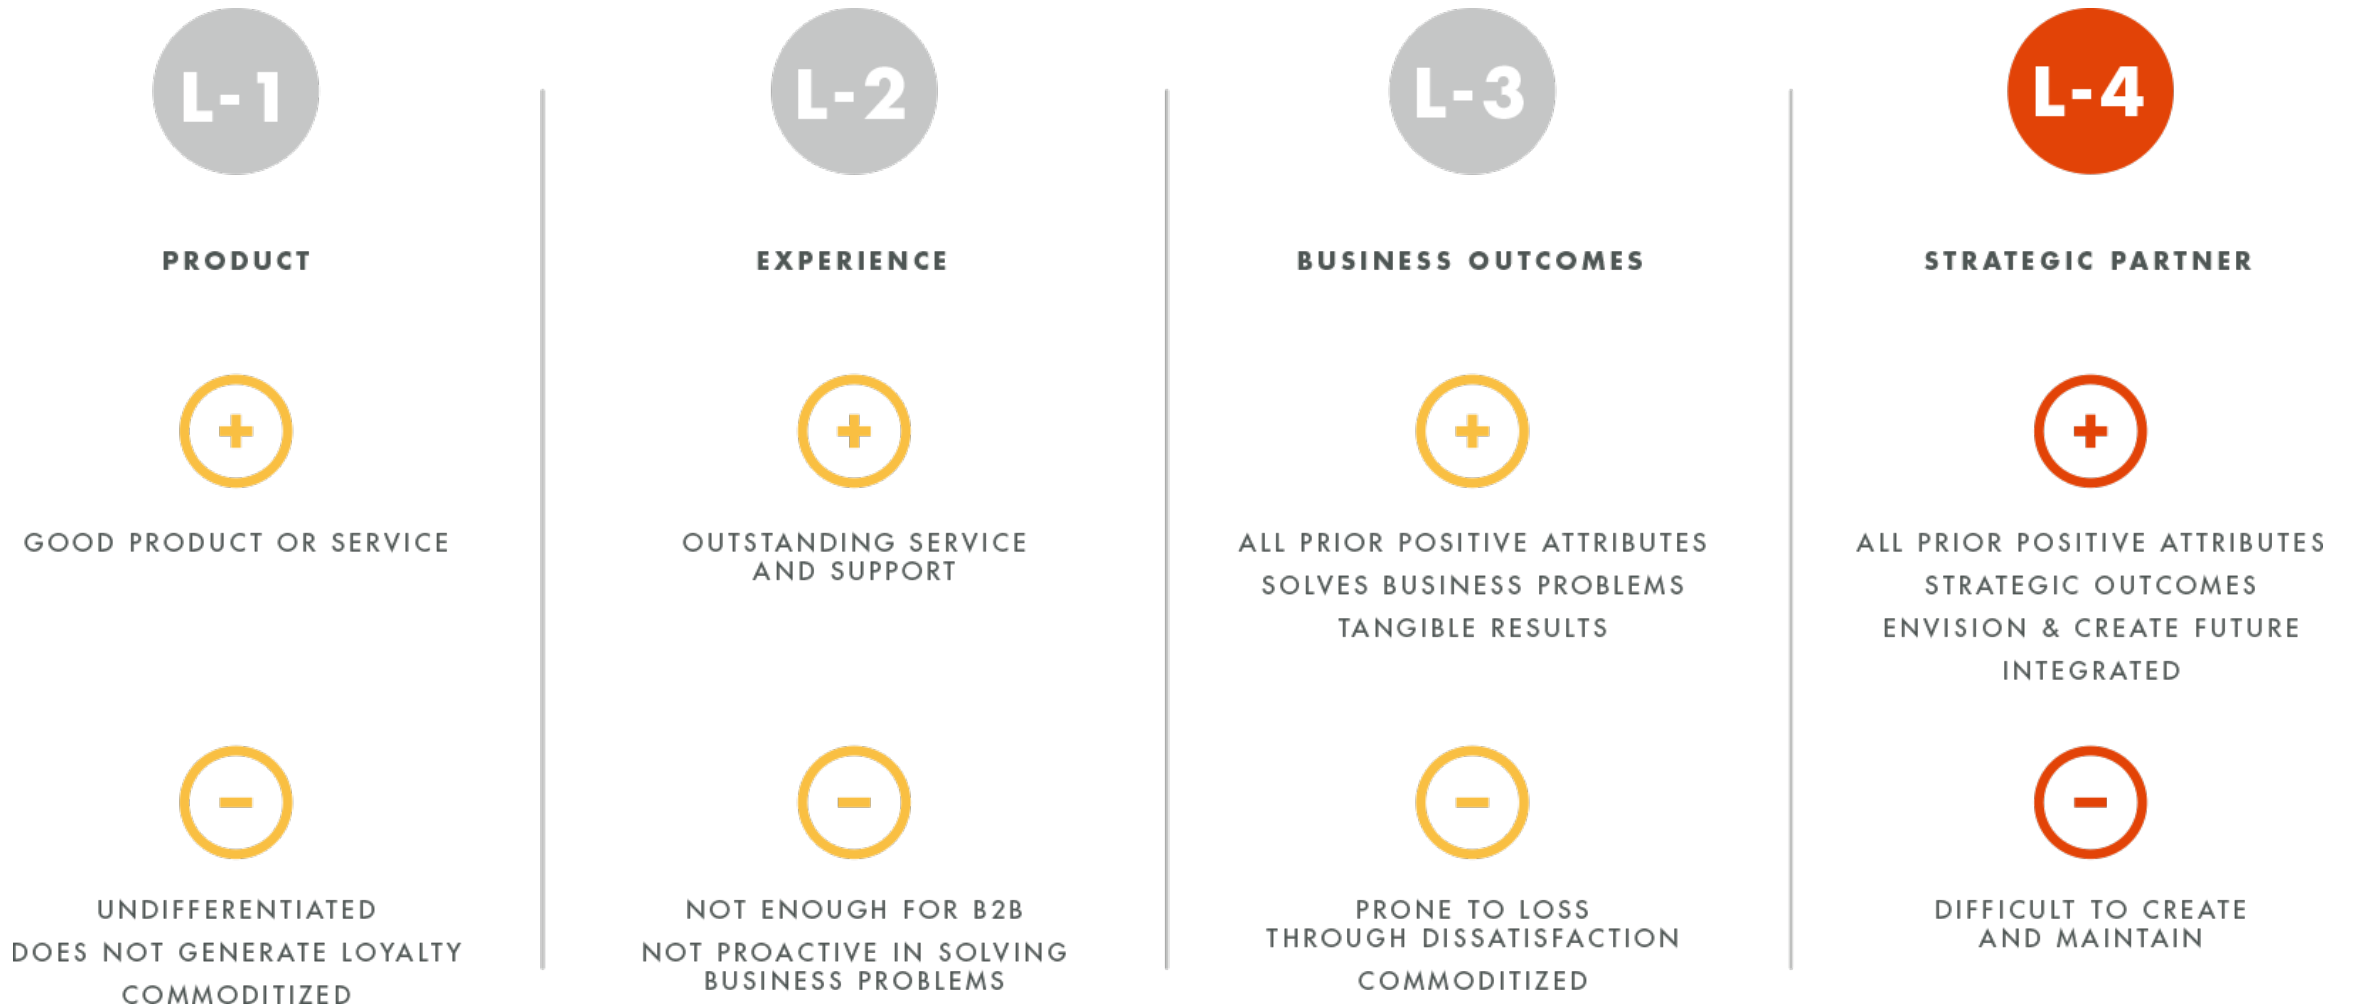 L-1
PRODUCT
+
GOOD PRODUCT OR SERVICE
-
UNDIFFERENTIATED
DOES NOT GENERATE LOYALTY
COMMODITIZED
L-2
EXPERIENCE
+
OUTSTANDING SERVICE
AND SUPPORT
-
NOT ENOUGH FOR B2B
NOT PROACTIVE IN SOLVING
BUSINESS PROBLEMS
L-3
BUSINESS OUTCOMES
+
ALL PRIOR POSITIVE ATTRIBUTES
SOLVES BUSINESS PROBLEMS
TANGIBLE RESULTS
-
PRONE TO LOSS
THROUGH DISSATISFACTION
COMMODITIZED
L-4
STRATEGIC PARTNER
+
ALL PRIOR POSITIVE ATTRIBUTES
STRATEGIC OUTCOMES
ENVISION & CREATE FUTURE
INTEGRATED
-
DIFFICULT TO CREATE
AND MAINTAIN